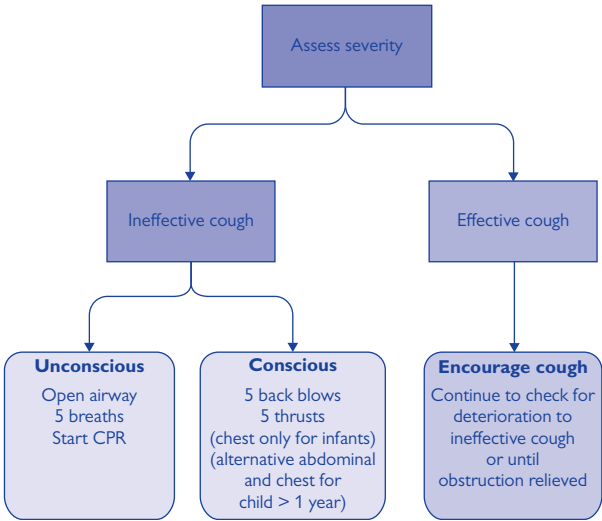 Assess severity
Ineffective cough
Effective cough
Unconscious
Open airway
5 breaths
Start CPR
Conscious
5 back blows
5 thrusts
(chest only for infants)
(alternative abdominal
and chest for
child > 1 year)
Encourage cough
Continue to check for
deterioration to
ineffective cough
or until
obstruction relieved